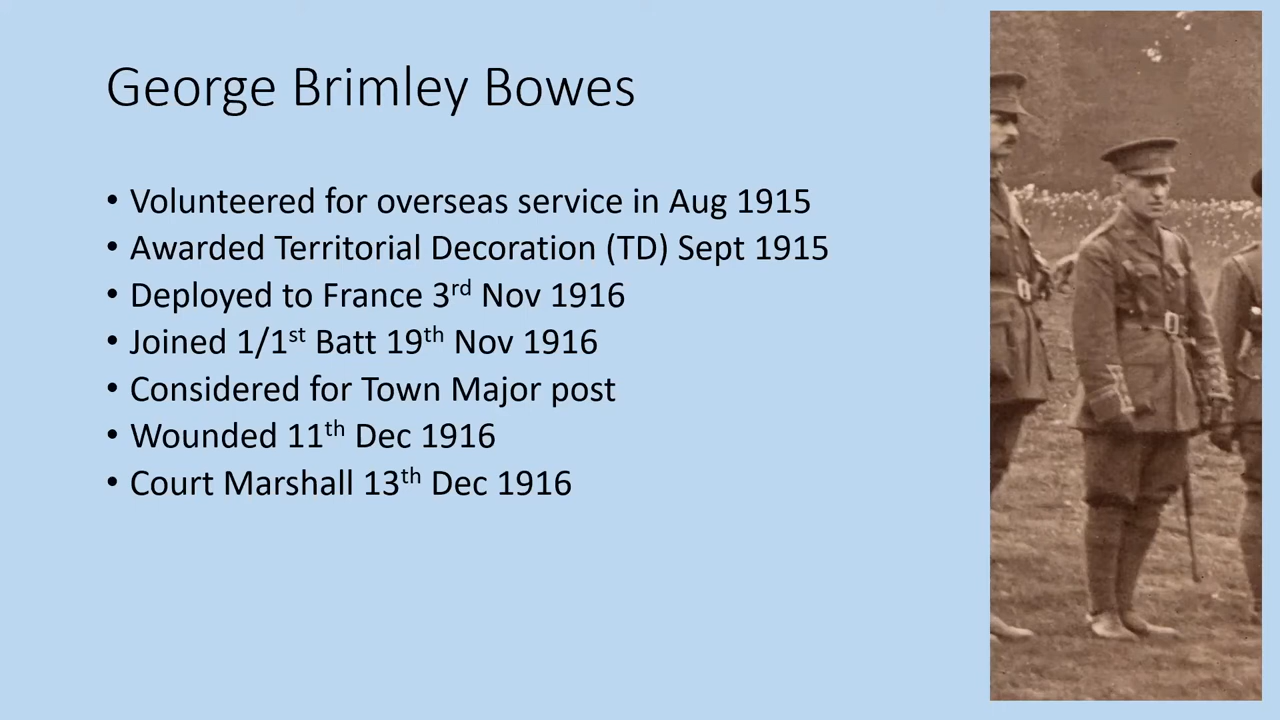 George Brimley Bowes
• Volunteered for overseas service in Aug 1915
• Awarded Territorial Decoration (TD) Sept 1915
• Deployed to France 3rd Nov 1916
• Joined 1/1st Batt 19th Nov 1916
• Considered for Town Major post
• Wounded 11th Dec 1916
• Court Marshall 13th Dec 1916